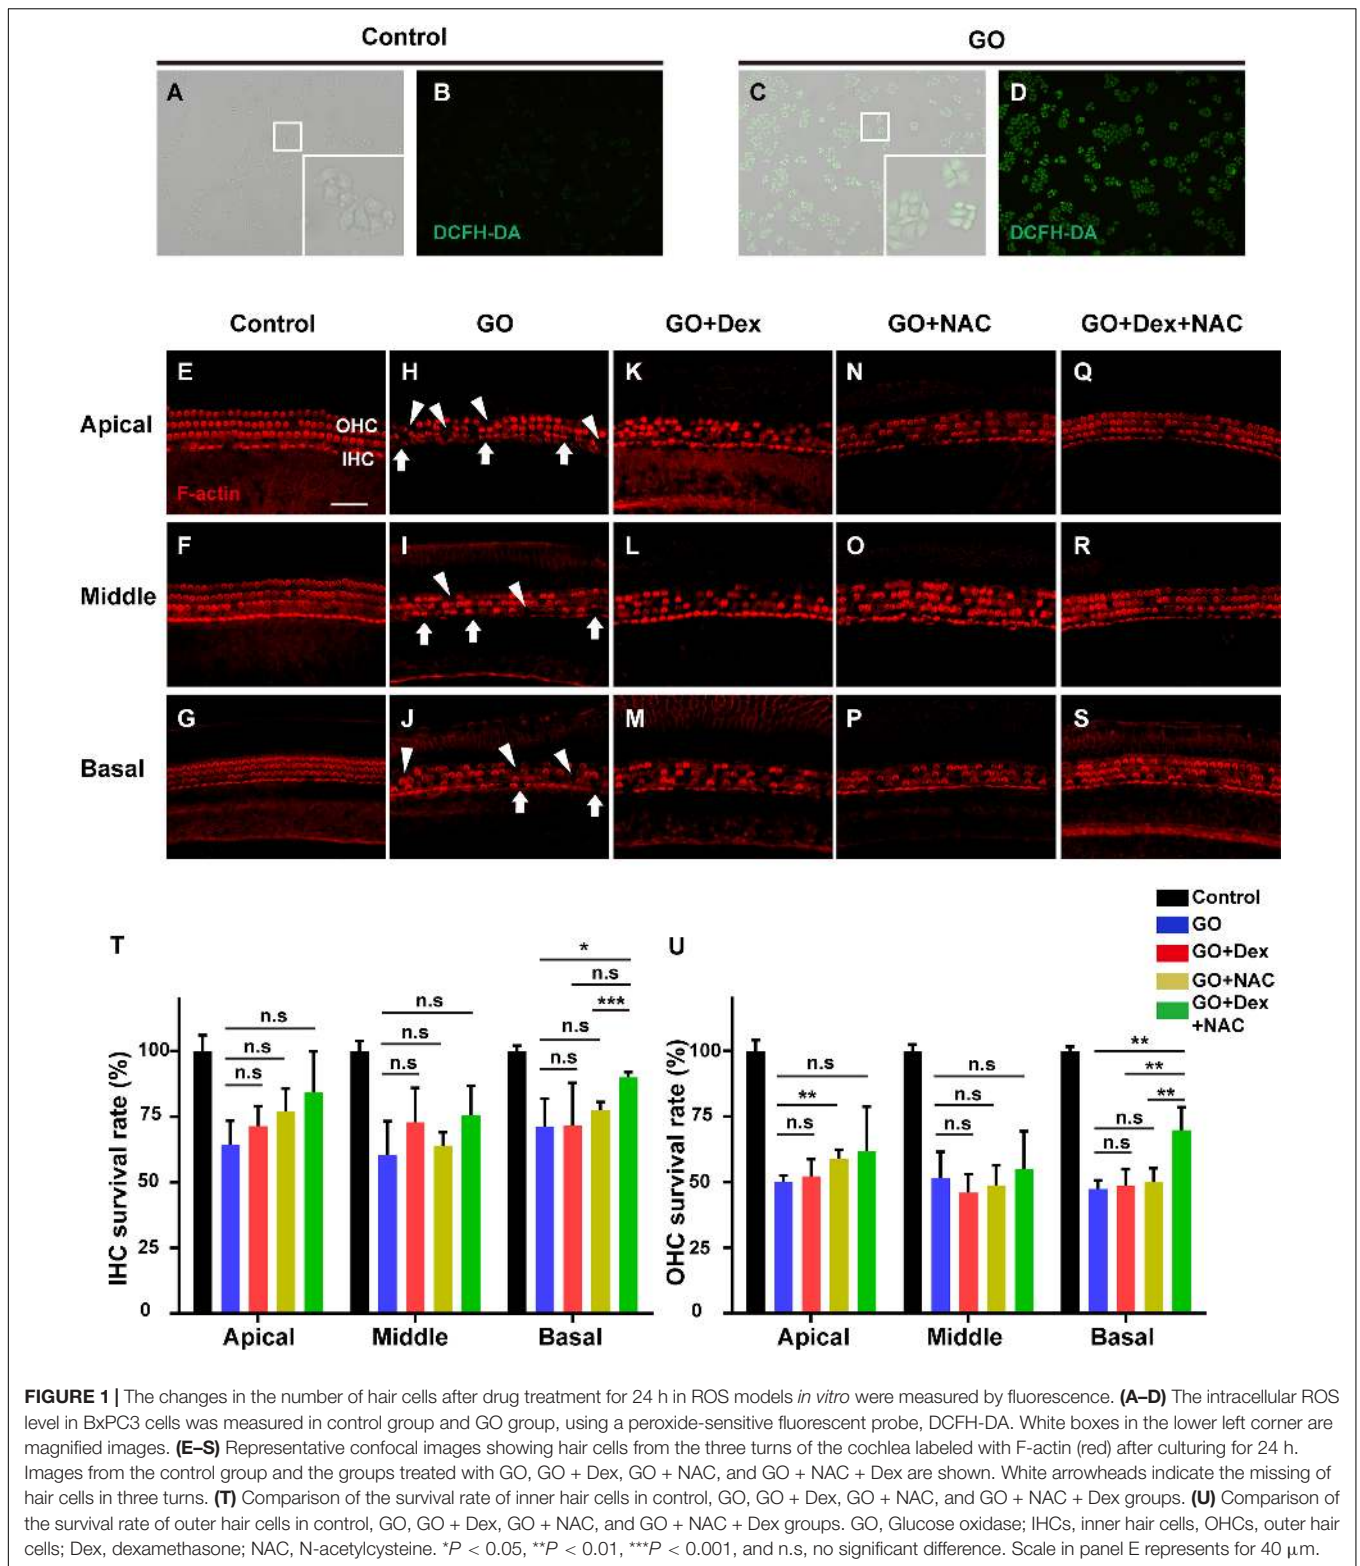 Control
GO
A
B
C
D
DCFH-DA
DCFH-DA
Control
GO
GO+Dex
GO+NAC
GO+Dex+NAC
Apical
E
H
K
N
Q
OHC
IHC
F-actin
Middle
F
I
L
O
R
Basal
G
J
M
P
S
Control
GO
GO+Dex
GO+NAC
GO+Dex
+NAC
T
IHC survival rate (%)
100
75
50
25
0
n.s
n.s
n.s
n.s
n.s
n.s
*
n.s
***
n.s
n.s
Apical
Middle
Basal
U
OHC survival rate (%)
100
75
50
25
0
n.s
**
n.s
n.s
n.s
n.s
**
**
**
n.s
n.s
Apical
Middle
Basal
FIGURE 1 | The changes in the number of hair cells after drug treatment for 24 h in ROS models in vitro were measured by fluorescence. (A–D) The intracellular ROS
level in BxPC3 cells was measured in control group and GO group, using a peroxide-sensitive fluorescent probe, DCFH-DA. White boxes in the lower left corner are
magnified images. (E–S) Representative confocal images showing hair cells from the three turns of the cochlea labeled with F-actin (red) after culturing for 24 h.
Images from the control group and the groups treated with GO, GO + Dex, GO + NAC, and GO + NAC + Dex are shown. White arrowheads indicate the missing of
hair cells in three turns. (T) Comparison of the survival rate of inner hair cells in control, GO, GO + Dex, GO + NAC, and GO + NAC + Dex groups. (U) Comparison of
the survival rate of outer hair cells in control, GO, GO + Dex, GO + NAC, and GO + NAC + Dex groups. GO, Glucose oxidase; IHCs, inner hair cells, OHCs, outer hair
cells; Dex, dexamethasone; NAC, N-acetylcysteine. *P < 0.05, **P < 0.01, ***P < 0.001, and n.s, no significant difference. Scale in panel E represents for 40 μm.